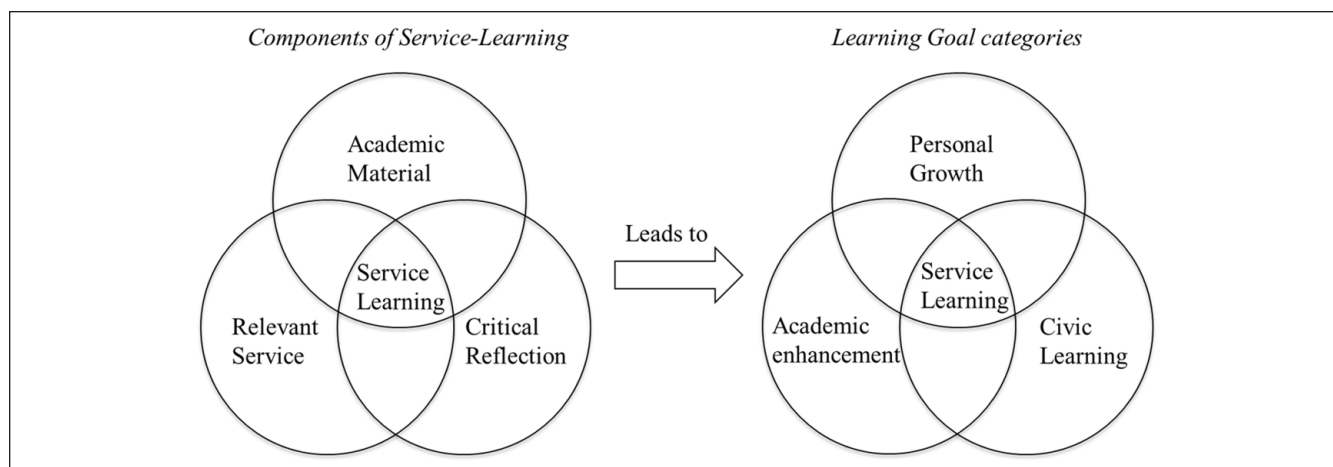 Components of Service-Learning
Academic
Material
Service
Learning
Relevant
Service
Critical
Reflection
Leads to
Learning Goal categories
Personal
Growth
Service
Learning
Academic
enhancement
Civic
Learning